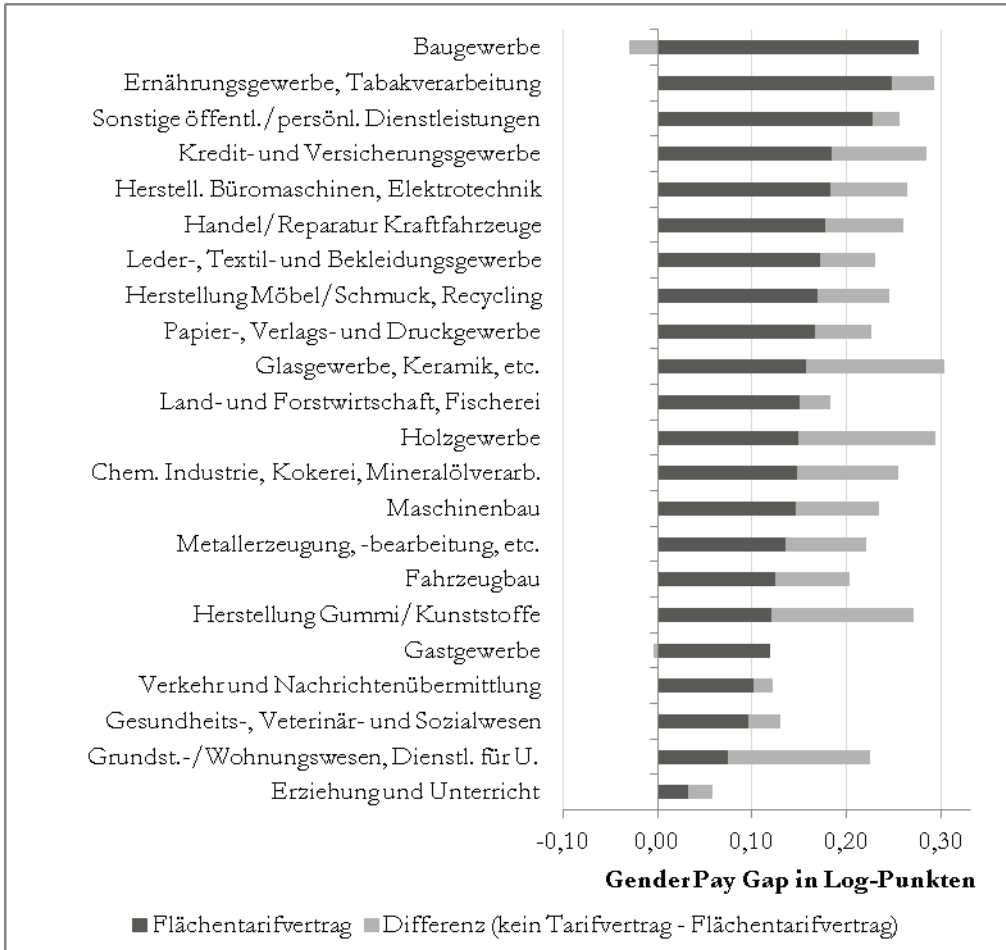 Baugewerbe
Ernährungsgewerbe, Tabakverarbeitung
Sonstige öffentl./persönl. Dienstleistungen
Kredit- und Versicherungsgewerbe
Herstell. Büromaschinen, Elektrotechnik
Handel/Reparatur Kraftfahrzeuge
Leder-, Textil- und Bekleidungsgewerbe
Herstellung Möbel/Schmuck, Recycling
Papier-, Verlags- und Druckgewerbe
Glasgewerbe, Keramik, etc.
Land- und Forstwirtschaft, Fischerei
Holzgewerbe
Chem. Industrie, Kokerei, Mineralölverarb.
Maschinenbau
Metallerzeugung, -bearbeitung, etc.
Fahrzeugbau
Herstellung Gummi/Kunststoffe
Gastgewerbe
Verkehr und Nachrichtenübermittlung
Gesundheits-, Veterinär- und Sozialwesen
Grundst.-/Wohnungswesen, Dienstl. für U.
Erziehung und Unterricht
-0,10 0,00 0,10 0,20 0,30
Gender Pay Gap in Log-Punkten
Flächentarifvertrag Differenz (kein Tarifvertrag - Flächentarifvertrag)